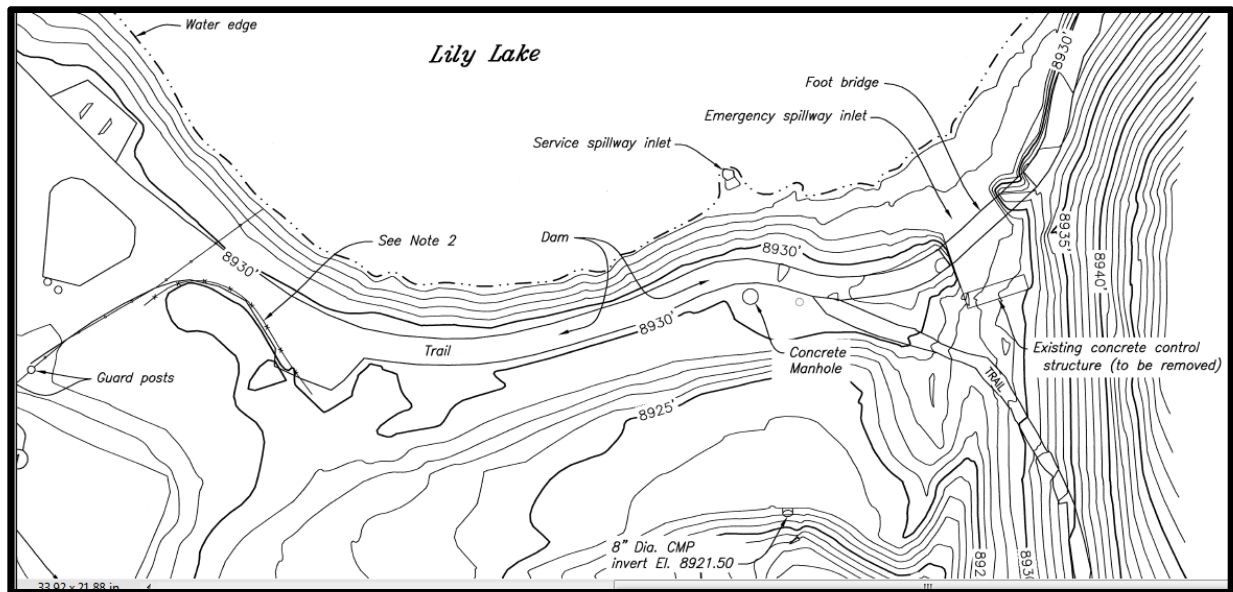 Water edge
Lily Lake
8930'
Foot bridge
Emergency spillway inlet
Service spillway inlet
See Note 2
Dam
8930'
8930'
8935'
8940'
8930'
Trail
Concrete
Manhole
Existing concrete control
structure (to be removed)
Guard posts
TRAIL
8925'
8" Dia. CMP
invert El. 8921.50
892
893
33.92 x 21.88 in